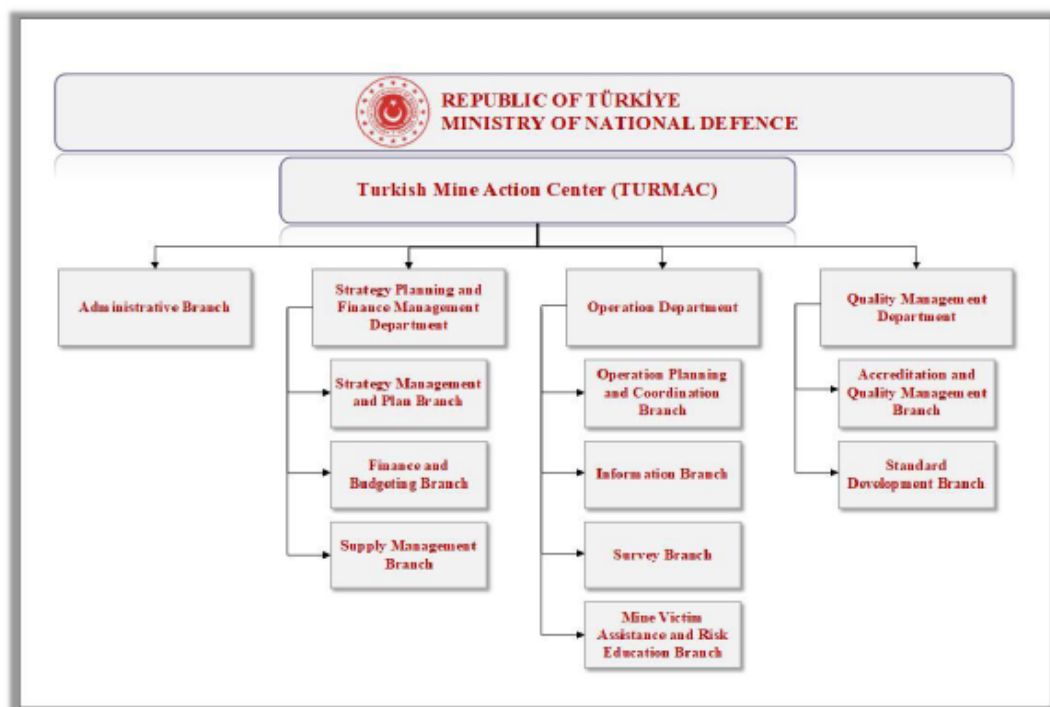 REPUBLIC OF TÜRKİYE
MINISTRY OF NATIONAL DEFENCE
Turkish Mine Action Center (TURMAC)
Administrative Branch
Strategy Planning and
Finance Management
Department
Strategy Management
and Plan Branch
Finance and
Budgeting Branch
Supply Management
Branch
Operation Department
Operation Planning
and Coordination
Branch
Information Branch
Survey Branch
Mine Victim
Assistance and Risk
Education Branch
Quality Management
Department
Accreditation and
Quality Management
Branch
Standard
Development Branch